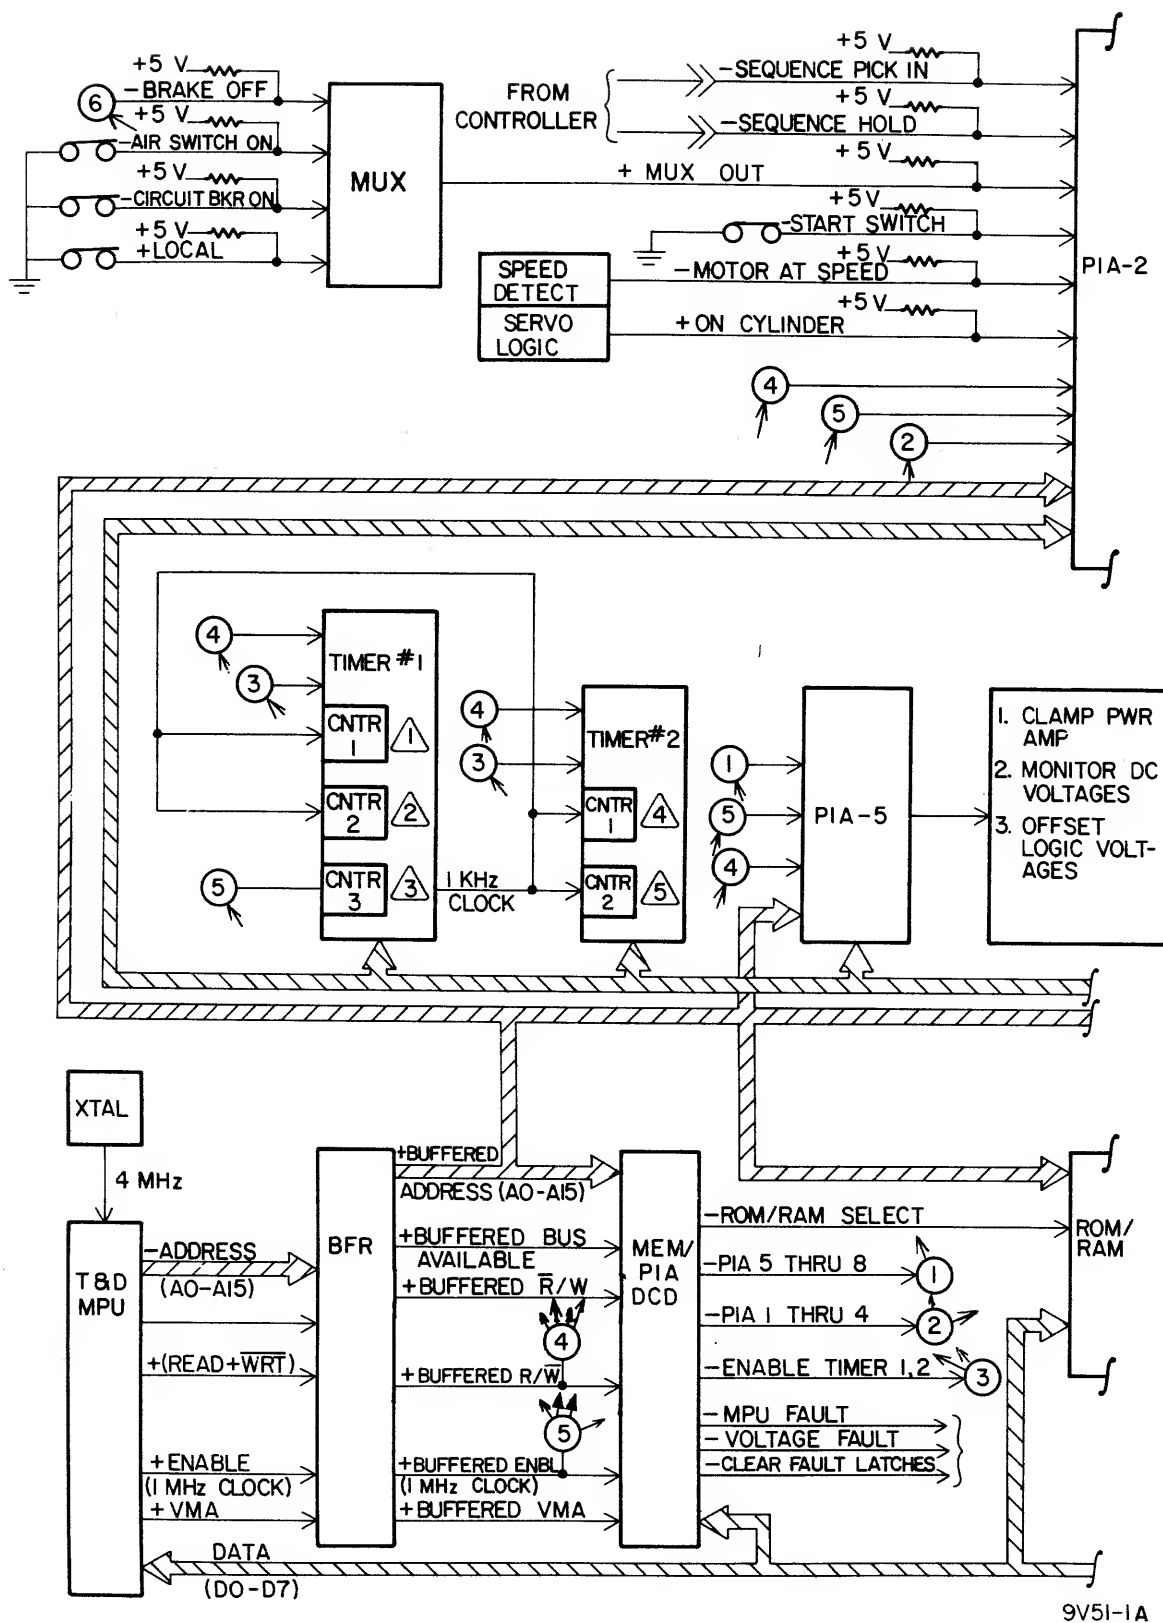 +5 V
-BRAKE OFF
6
+5 V
-AIR SWITCH ON
+5 V
-CIRCUIT BKR ON
+5 V
+LOCAL
MUX
FROM
CONTROLLER
+5 V
-SEQUENCE PICK IN
+5 V
-SEQUENCE HOLD
+5 V
+ MUX OUT
+5 V
-START SWITCH
+5 V
-MOTOR AT SPEED
+5 V
+ON CYLINDER
SPEED
DETECT
SERVO
LOGIC
4
5
2
PIA-2
4
3
TIMER #1
CNTR
1
1
CNTR
2
2
5
CNTR
3
3
1 KHz
CLOCK
4
3
TIMER#2
CNTR
1
4
CNTR
2
5
1
5
4
PIA-5
1. CLAMP PWR
AMP
2. MONITOR DC
VOLTAGES
3. OFFSET
LOGIC VOLT-
AGES
XTAL
4 MHz
T&D
MPU
-ADDRESS
(A0-A15)
+(READ+W̅R̅T̅)
+ENABLE
(1 MHz CLOCK)
+VMA
DATA
(D0-D7)
BFR
+BUFFERED
ADDRESS (A0-A15)
+BUFFERED BUS
AVAILABLE
+BUFFERED R̅/W
4
+BUFFERED R/W̅
5
+BUFFERED ENBL
(1 MHz CLOCK)
+BUFFERED VMA
MEM/
PIA
DCD
-ROM/RAM SELECT
-PIA 5 THRU 8
1
-PIA 1 THRU 4
2
-ENABLE TIMER 1,2
3
-MPU FAULT
-VOLTAGE FAULT
-CLEAR FAULT LATCHES
ROM/
RAM
9V51-1A